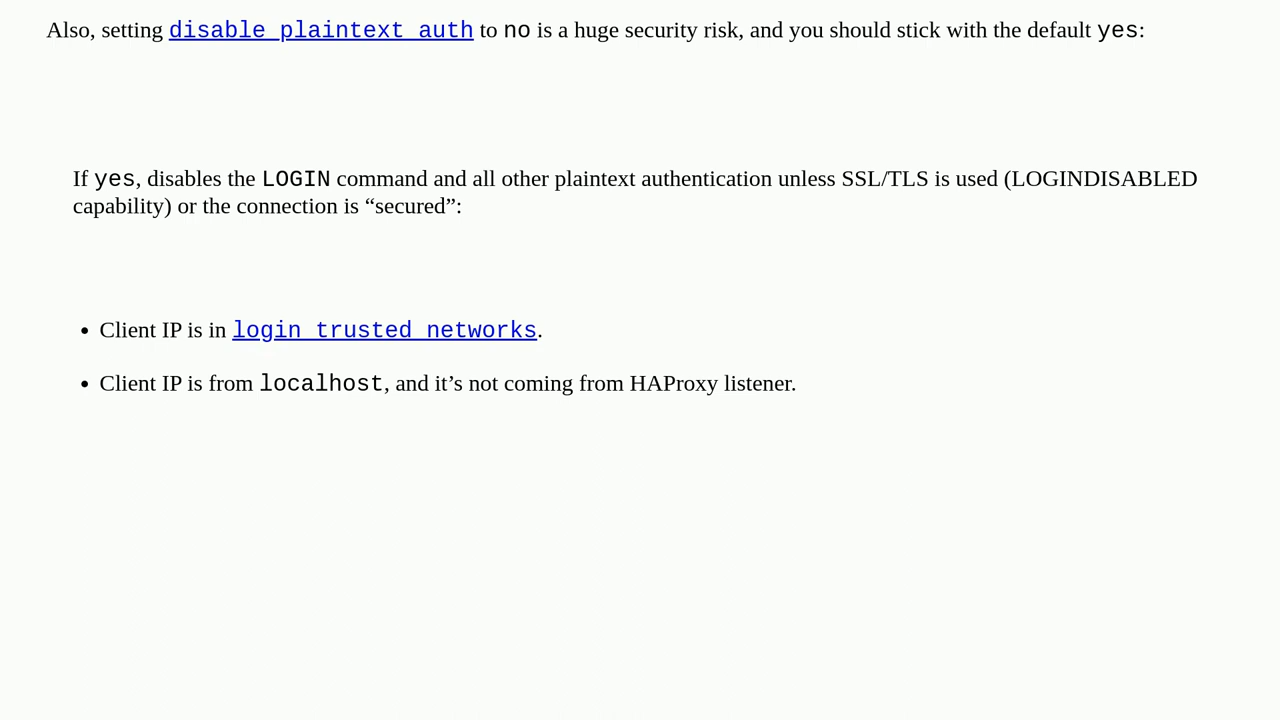 Also, setting disable_plaintext_auth to no is a huge security risk, and you should stick with the default yes:
If yes, disables the LOGIN command and all other plaintext authentication unless SSL/TLS is used (LOGINDISABLED
capability) or the connection is “secured”:
• Client IP is in login_trusted_networks.
• Client IP is from localhost, and it’s not coming from HAProxy listener.